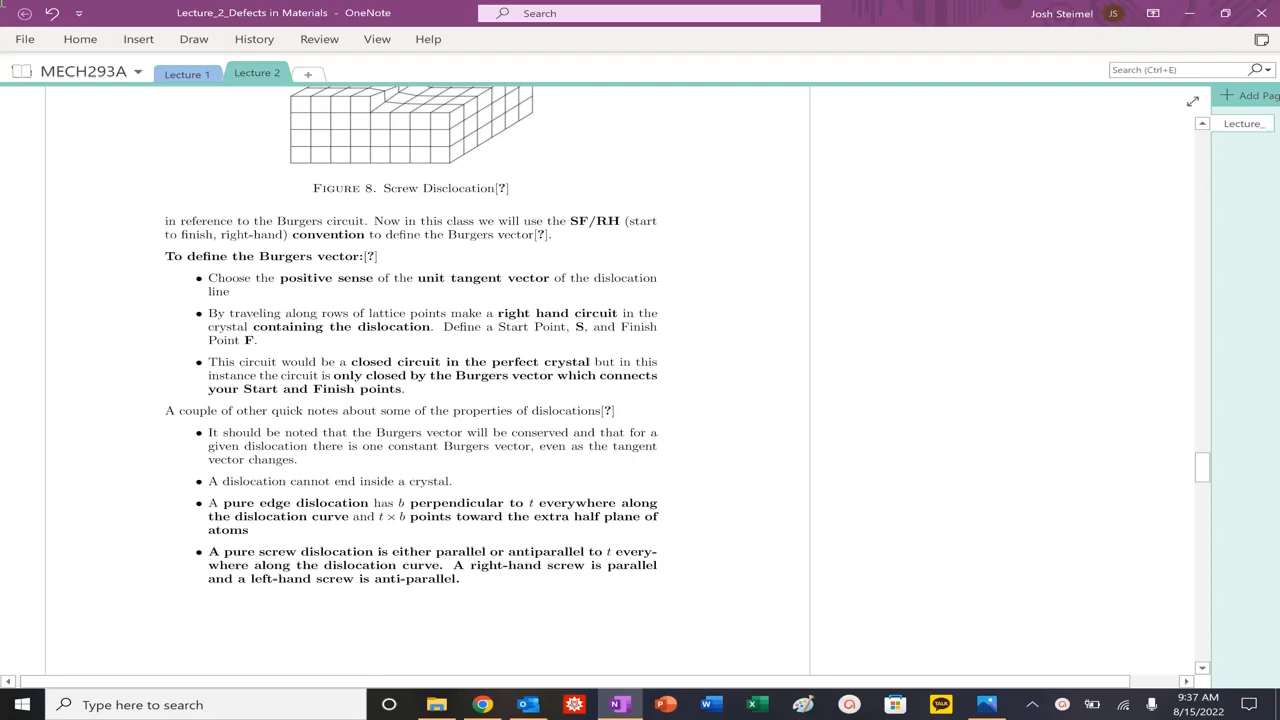 Lecture_2_Defects in Materials - OneNote
Search
Josh Steimel
JS
File Home Insert Draw History Research Review View Help
MECH293A
Lecture 1
Lecture 2
Search (Ctrl+E)
Add Pag
Lecture_
Figure 8. Screw Disclocation[?]
in reference to the Burgers circuit. Now in this class we will use the SF/RH (start
to finish, right-hand) convention to define the Burgers vector[?].
To define the Burgers vector:[?]
• Choose the positive sense of the unit tangent vector of the dislocation
line
• By traveling along rows of lattice points make a right hand circuit in the
crystal containing the dislocation. Define a Start Point, S, and Finish
Point F.
• This circuit would be a closed circuit in the perfect crystal but in this
instance the circuit is only closed by the Burgers vector which connects
your Start and Finish points.
A couple of other quick notes about some of the properties of dislocations[?]
• It should be noted that the Burgers vector will be conserved and that for a
given dislocation there is one constant Burgers vector, even as the tangent
vector changes.
• A dislocation cannot end inside a crystal.
• A pure edge dislocation has b perpendicular to t everywhere along
the dislocation curve and t × b points toward the extra half plane of
atoms
• A pure screw dislocation is either parallel or antiparallel to t every-
where along the dislocation curve. A right-hand screw is parallel
and a left-hand screw is anti-parallel.
Type here to search
TALK
9:37 AM
8/15/2022